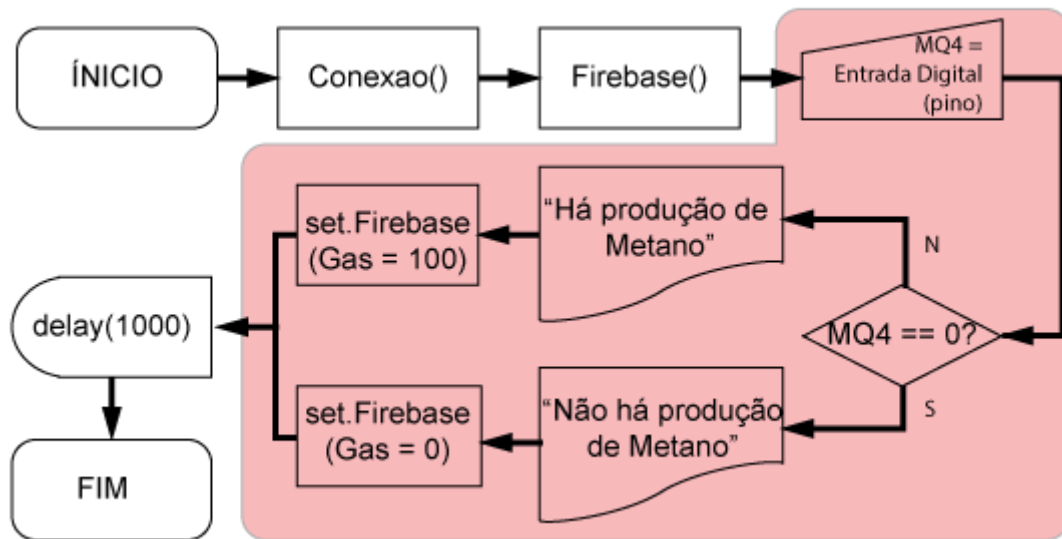 ÍNICIO
Conexao()
Firebase()
MQ4 =
Entrada Digital
(pino)
MQ4 == 0?
N
“Há produção de
Metano”
set.Firebase
(Gas = 100)
S
“Não há produção
de Metano”
set.Firebase
(Gas = 0)
delay(1000)
FIM